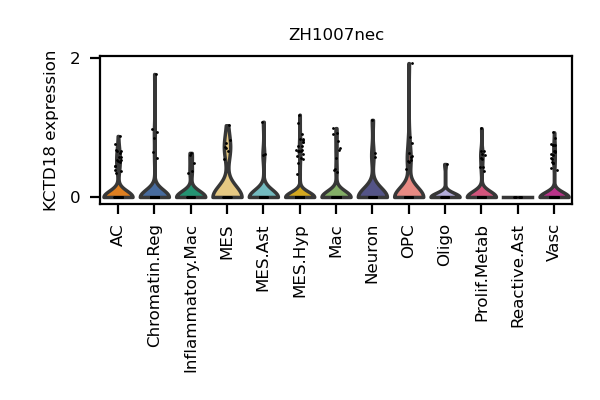 ZH1007nec
KCTD18 expression
2
0
AC
Chromatin.Reg
Inflammatory.Mac
MES
MES.Ast
MES.Hyp
Mac
Neuron
OPC
Oligo
Prolif.Metab
Reactive.Ast
Vasc